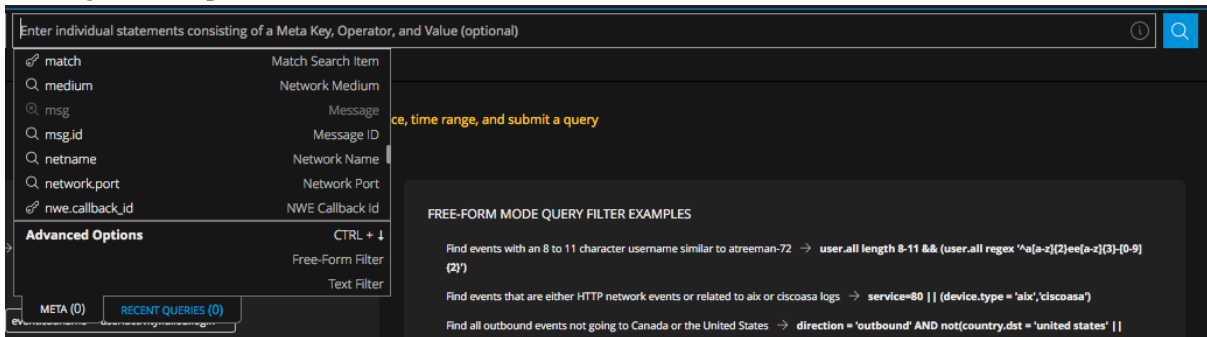 Enter individual statements consisting of a Meta Key, Operator, and Value (optional)
match Match Search Item
medium Network Medium
msg Message
msg.id Message ID
netname Network Name
network.port Network Port
nwe.callback_id NWE Callback Id
Advanced Options CTRL + ↓
Free-Form Filter
Text Filter
META (0) RECENT QUERIES (0)
ce, time range, and submit a query
FREE-FORM MODE QUERY FILTER EXAMPLES
Find events with an 8 to 11 character username similar to atreeman-72 → user.all length 8-11 && (user.all regex '^a[a-z]{2}ee[a-z]{3}-[0-9]
{2}')
Find events that are either HTTP network events or related to aix or ciscoasa logs → service=80 || (device.type = 'aix','ciscoasa')
Find all outbound events not going to Canada or the United States → direction = 'outbound' AND not(country.dst = 'united states' ||